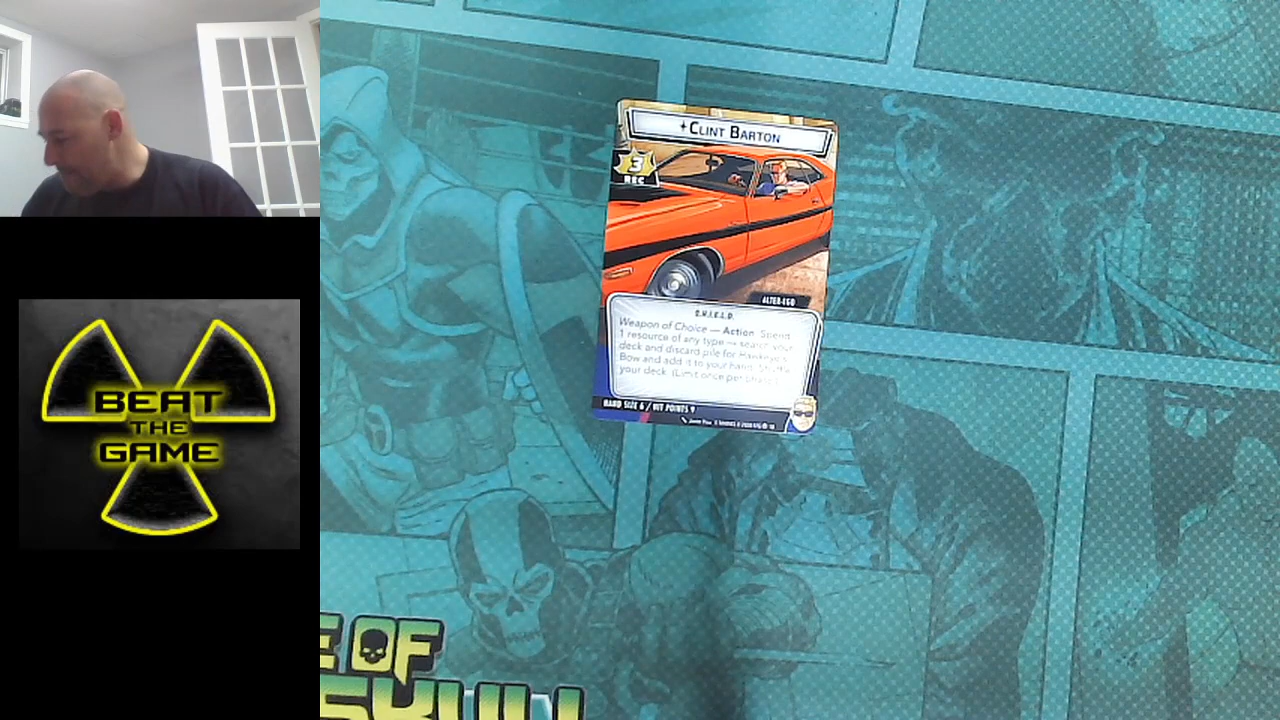 CLINT BARTON
3
REC
ALTER-EGO
S.H.I.E.L.D.
Weapon of Choice — Action: Spend
1 resource of any type → search your
deck and discard pile for Hawkeye's
Bow and add it to your hand. Shuffle
your deck. (Limit once per phase.)
HAND SIZE 6 / HIT POINTS 9
BEAT
THE
GAME
E OF